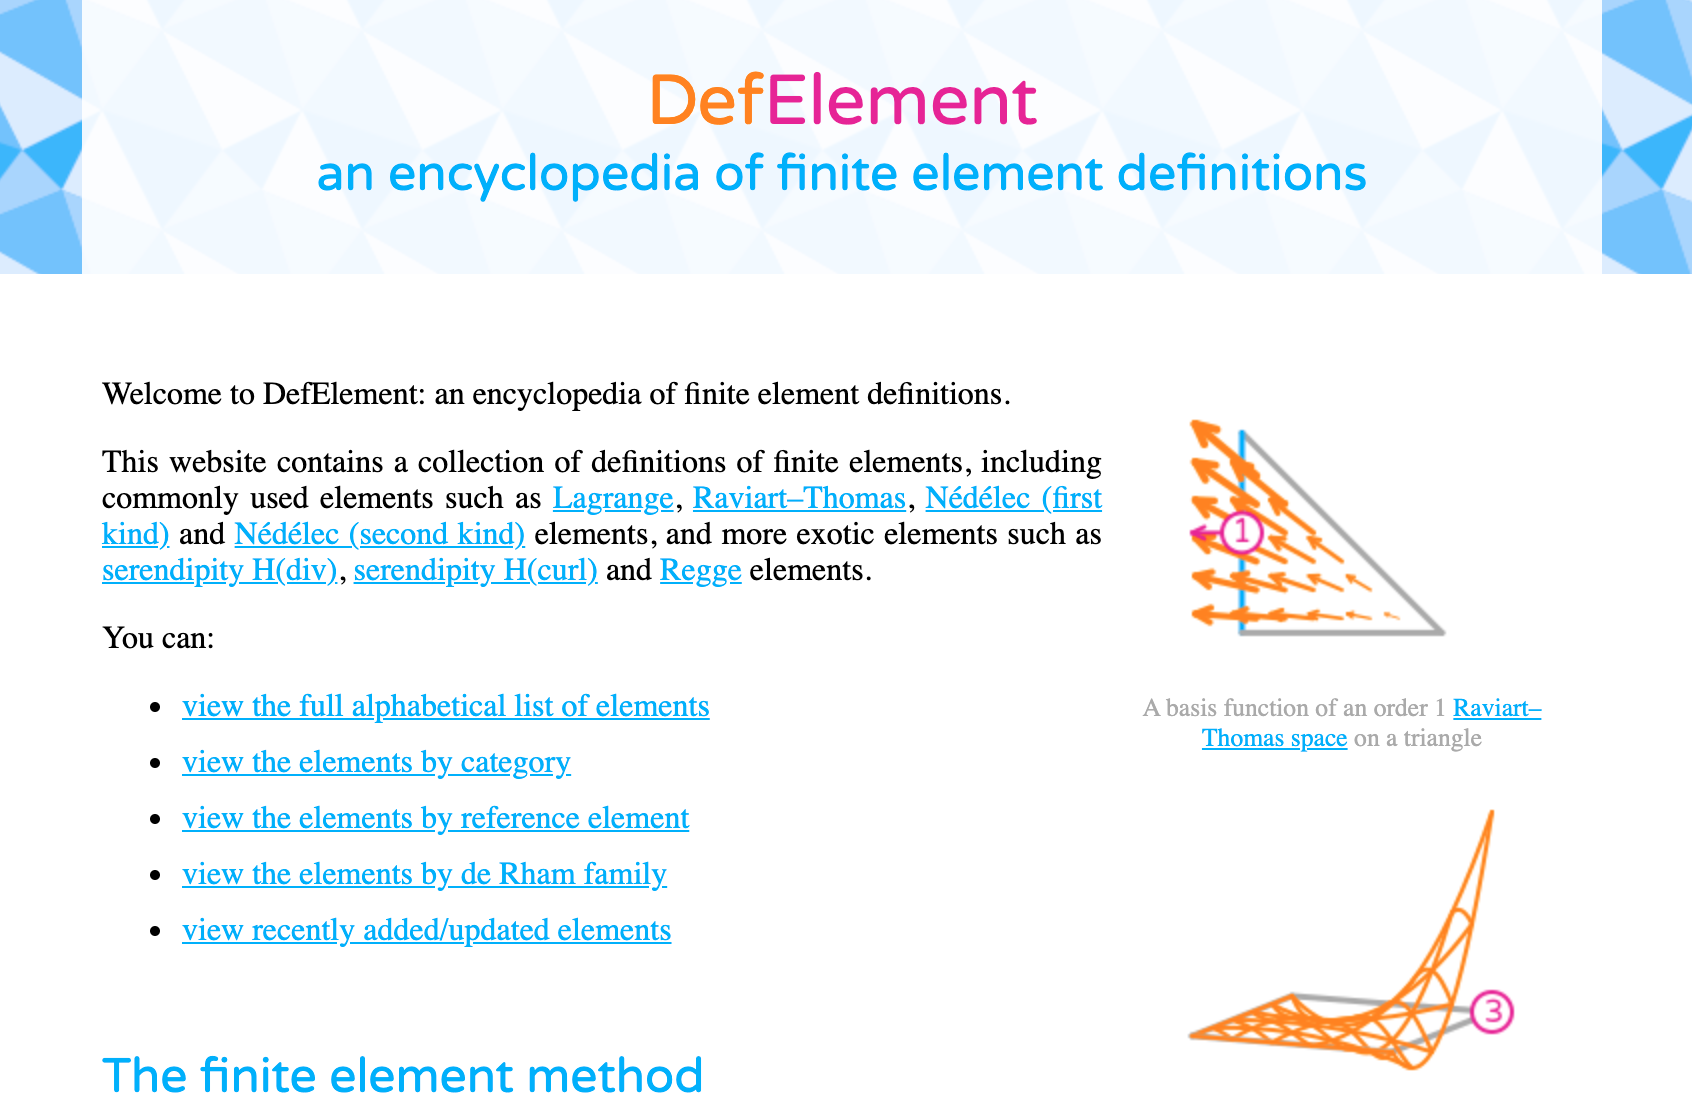 DefElement
an encyclopedia of finite element definitions
Welcome to DefElement: an encyclopedia of finite element definitions.
This website contains a collection of definitions of finite elements, including
commonly used elements such as Lagrange, Raviart–Thomas, Nédélec (first
kind) and Nédélec (second kind) elements, and more exotic elements such as
serendipity H(div), serendipity H(curl) and Regge elements.
You can:
• view the full alphabetical list of elements
• view the elements by category
• view the elements by reference element
• view the elements by de Rham family
• view recently added/updated elements
The finite element method
1
A basis function of an order 1 Raviart–
Thomas space on a triangle
3